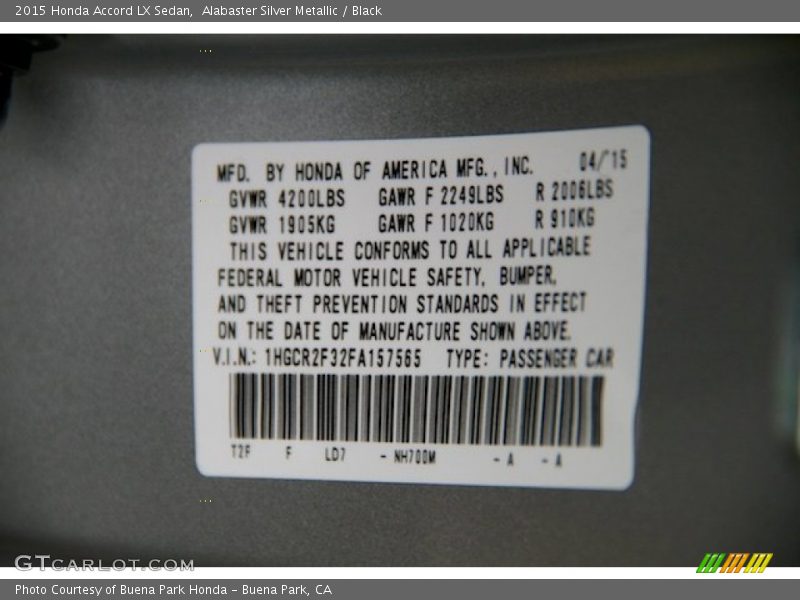 2015 Honda Accord LX Sedan,  Alabaster Silver Metallic / Black
MFD. BY HONDA OF AMERICA MFG., INC. 04/'15
GVWR 4200LBS GAWR F 2249LBS R 2006LBS
GVWR 1905KG GAWR F 1020KG R 910KG
THIS VEHICLE CONFORMS TO ALL APPLICABLE
FEDERAL MOTOR VEHICLE SAFETY, BUMPER,
AND THEFT PREVENTION STANDARDS IN EFFECT
ON THE DATE OF MANUFACTURE SHOWN ABOVE.
V.I.N.: 1HGCR2F32FA157565 TYPE: PASSENGER CAR
T2F F LD7 - NH700M - A - A
GTCARLOT.COM
Photo Courtesy of Buena Park Honda - Buena Park, CA